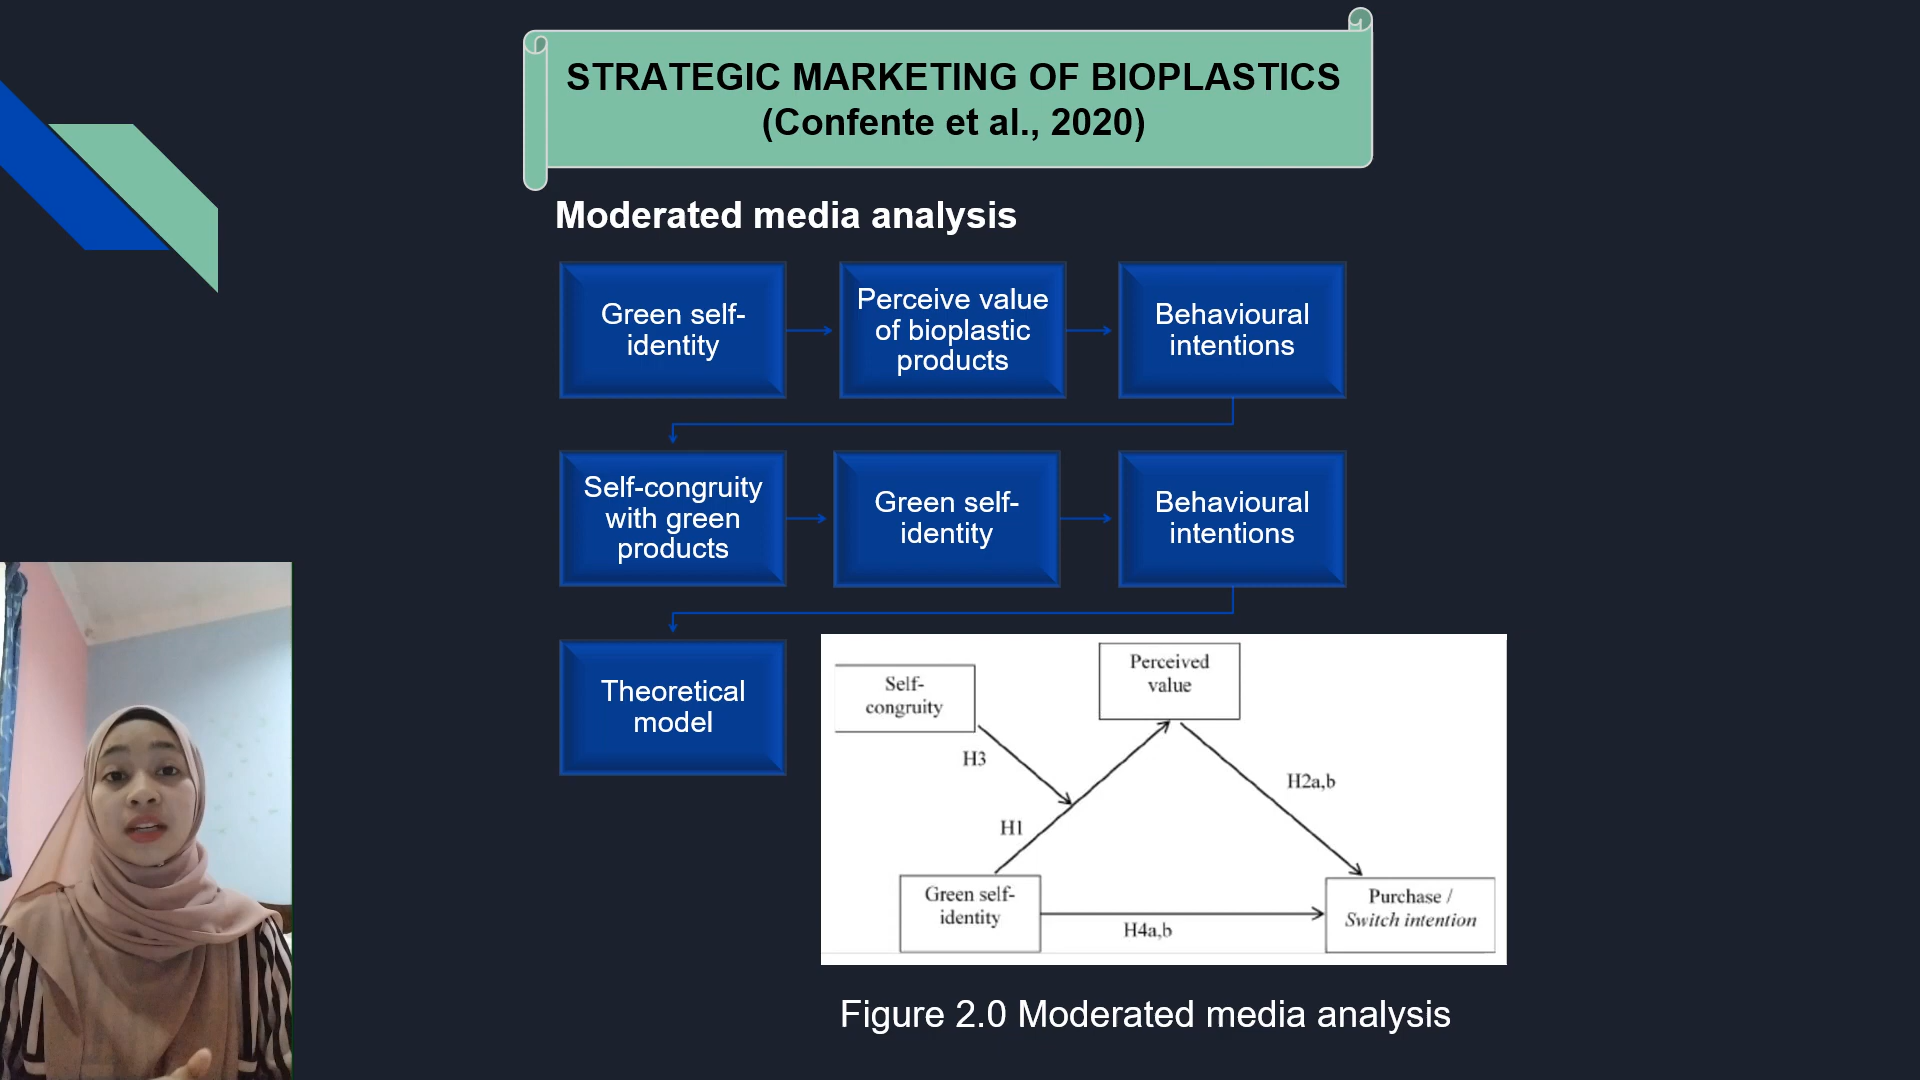 STRATEGIC MARKETING OF BIOPLASTICS
(Confente et al., 2020)
Moderated media analysis
Green self-
identity
Perceive value
of bioplastic
products
Behavioural
intentions
Self-congruity
with green
products
Green self-
identity
Behavioural
intentions
Theoretical
model
Self-
congruity
Perceived
value
H3
H2a,b
H1
Green self-
identity
Purchase /
Switch intention
H4a,b
Figure 2.0 Moderated media analysis